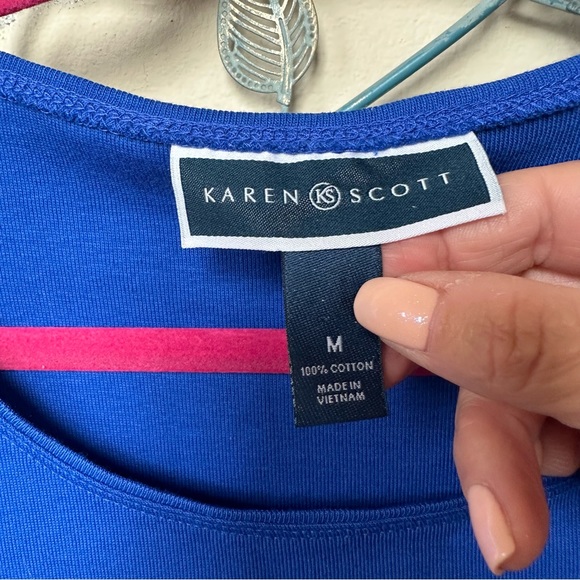 KAREN KS SCOTT
M
100% COTTON
MADE IN
VIETNAM